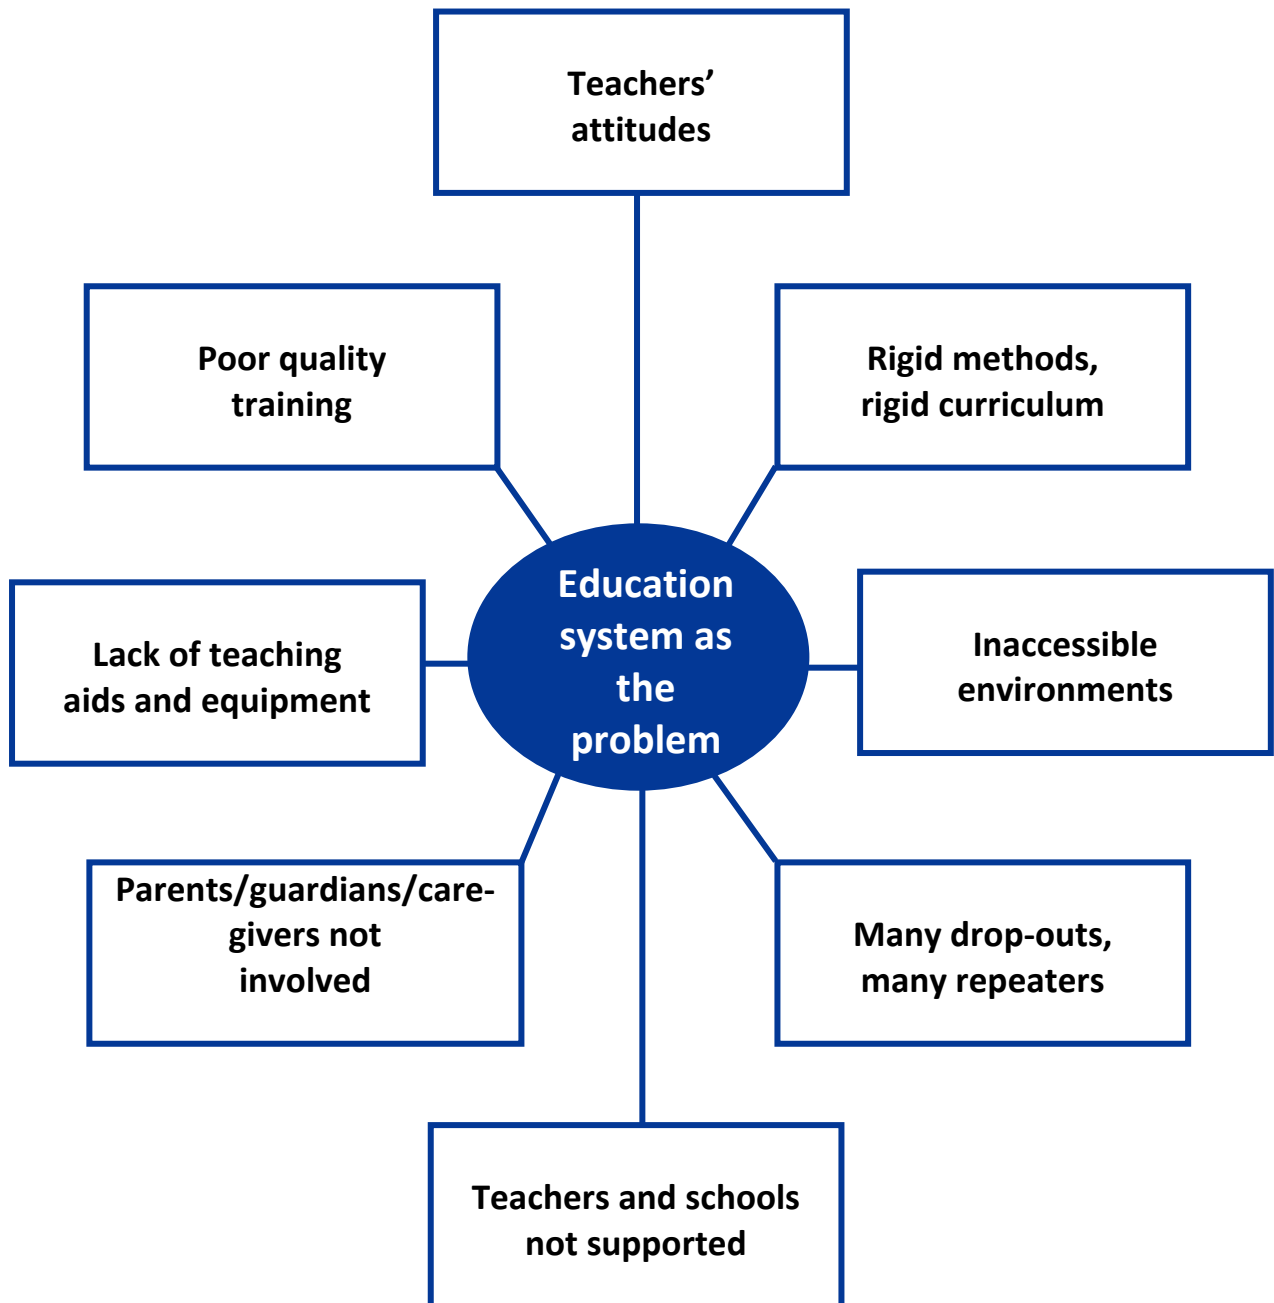 Teachers’
attitudes
Poor quality
training
Rigid methods,
rigid curriculum
Education
system as
the
problem
Lack of teaching
aids and equipment
Inaccessible
environments
Parents/guardians/care-
givers not
involved
Many drop-outs,
many repeaters
Teachers and schools
not supported